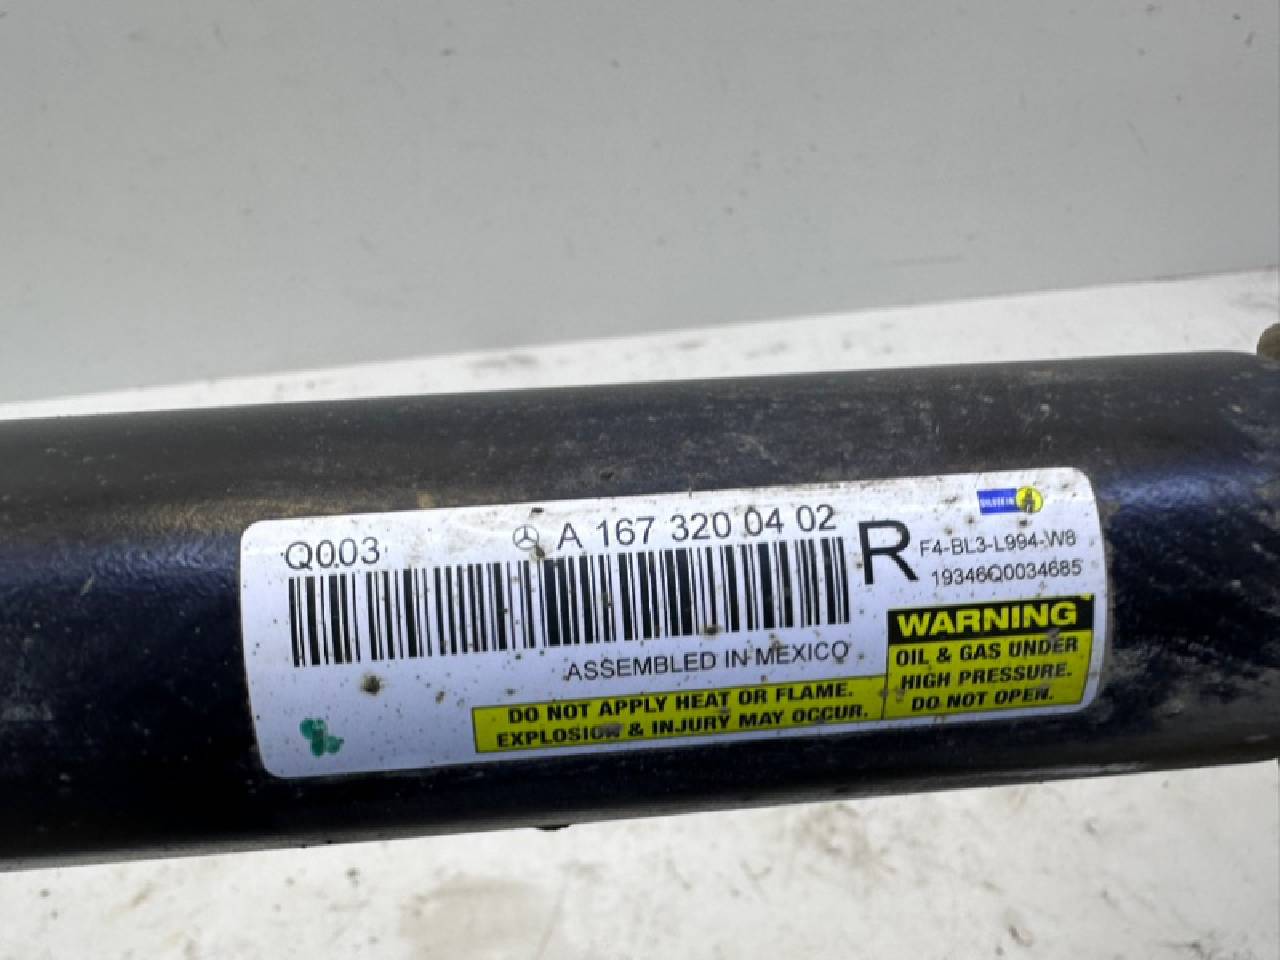 Q003
A 167 320 04 02
R
BILSTEIN
F4-BL3-L994-W8
19346Q0034685
ASSEMBLED IN MEXICO
WARNING
OIL & GAS UNDER
HIGH PRESSURE.
DO NOT OPEN.
DO NOT APPLY HEAT OR FLAME.
EXPLOSION & INJURY MAY OCCUR.